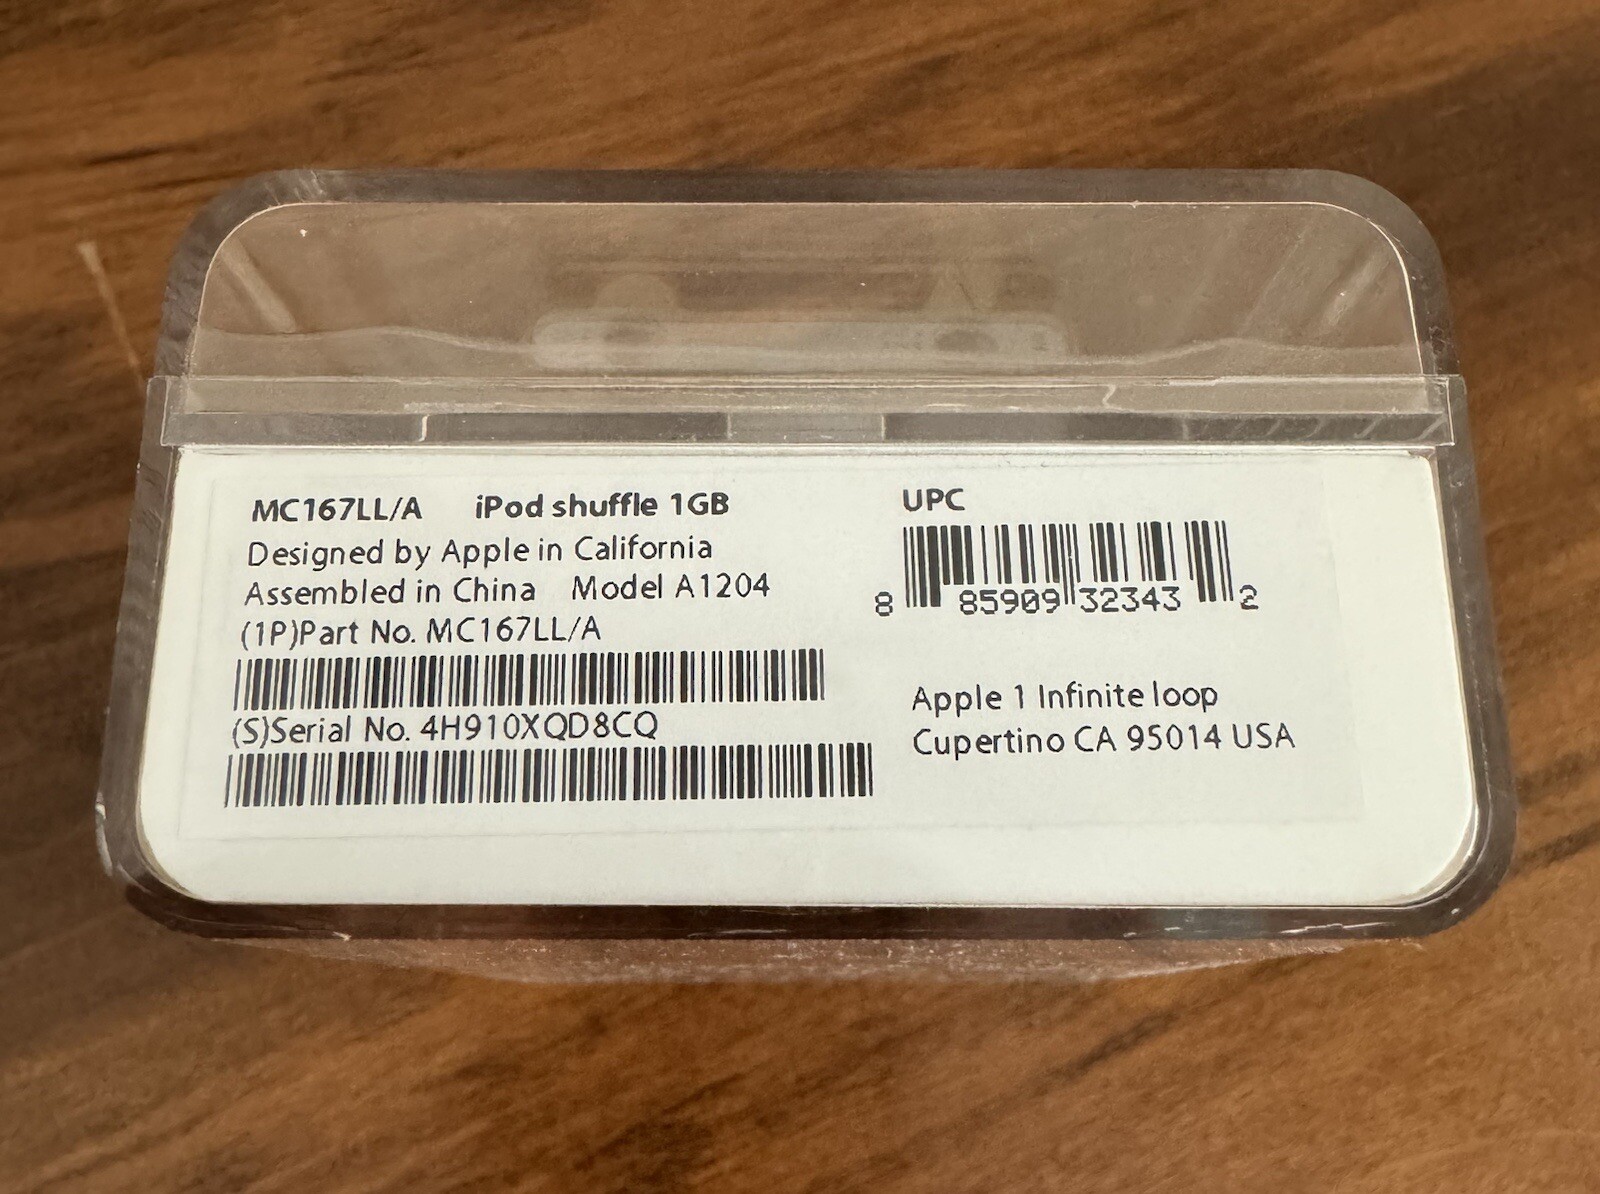 MC167LL/A iPod shuffle 1GB
Designed by Apple in California
Assembled in China Model A1204
(1P)Part No. MC167LL/A
(S)Serial No. 4H910XQD8CQ
UPC
8 85909 32343 2
Apple 1 Infinite loop
Cupertino CA 95014 USA